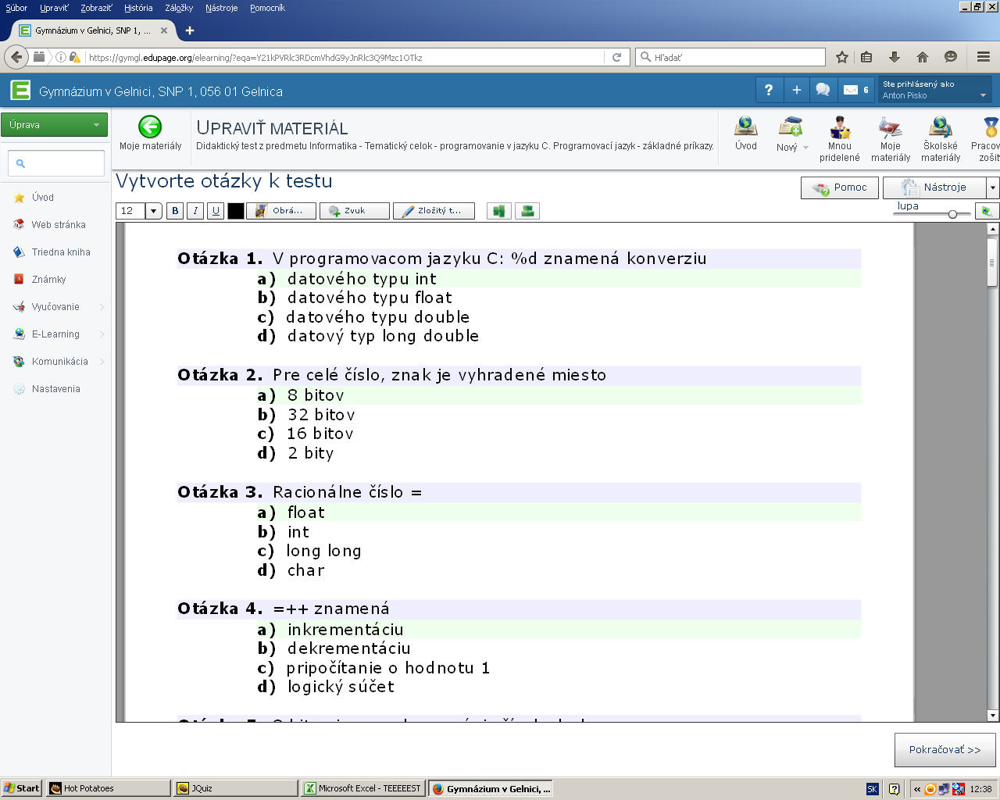 Súbor Upraviť Zobraziť História Záložky Nástroje Pomocník
Gymnázium v Gelnici, SNP 1, ...
https://gymgl.edupage.org/elearning/?eqa=Y21kPVRlc3RDcmVhdG9yJnRlc3Q9Mzc1OTkz
Hľadať
Gymnázium v Gelnici, SNP 1, 056 01 Gelnica
6
Ste prihlásený ako
Anton Pisko
Úprava
Moje materiály
UPRAVIŤ MATERIÁL
Didaktický test z predmetu Informatika - Tematický celok - programovanie v jazyku C. Programovací jazyk - základné príkazy.
Úvod
Nový
Mnou pridelené
Moje materiály
Školské materiály
Úvod
Web stránka
Triedna kniha
Známky
Vyučovanie
E-Learning
Komunikácia
Nastavenia
Vytvorte otázky k testu
Pomoc
Nástroje
12 B I U Obrá... Zvuk Zložitý t...
lupa
Otázka 1. V programovacom jazyku C: %d znamená konverziu
a) datového typu int
b) datového typu float
c) datového typu double
d) datový typ long double
Otázka 2. Pre celé číslo, znak je vyhradené miesto
a) 8 bitov
b) 32 bitov
c) 16 bitov
d) 2 bity
Otázka 3. Racionálne číslo =
a) float
b) int
c) long long
d) char
Otázka 4. =++ znamená
a) inkrementáciu
b) dekrementáciu
c) pripočítanie o hodnotu 1
d) logický súčet
Pokračovať >>
Start
Hot Potatoes
JQuiz
Microsoft Excel - TEEEEEST
Gymnázium v Gelnici, ...
SK
12:38